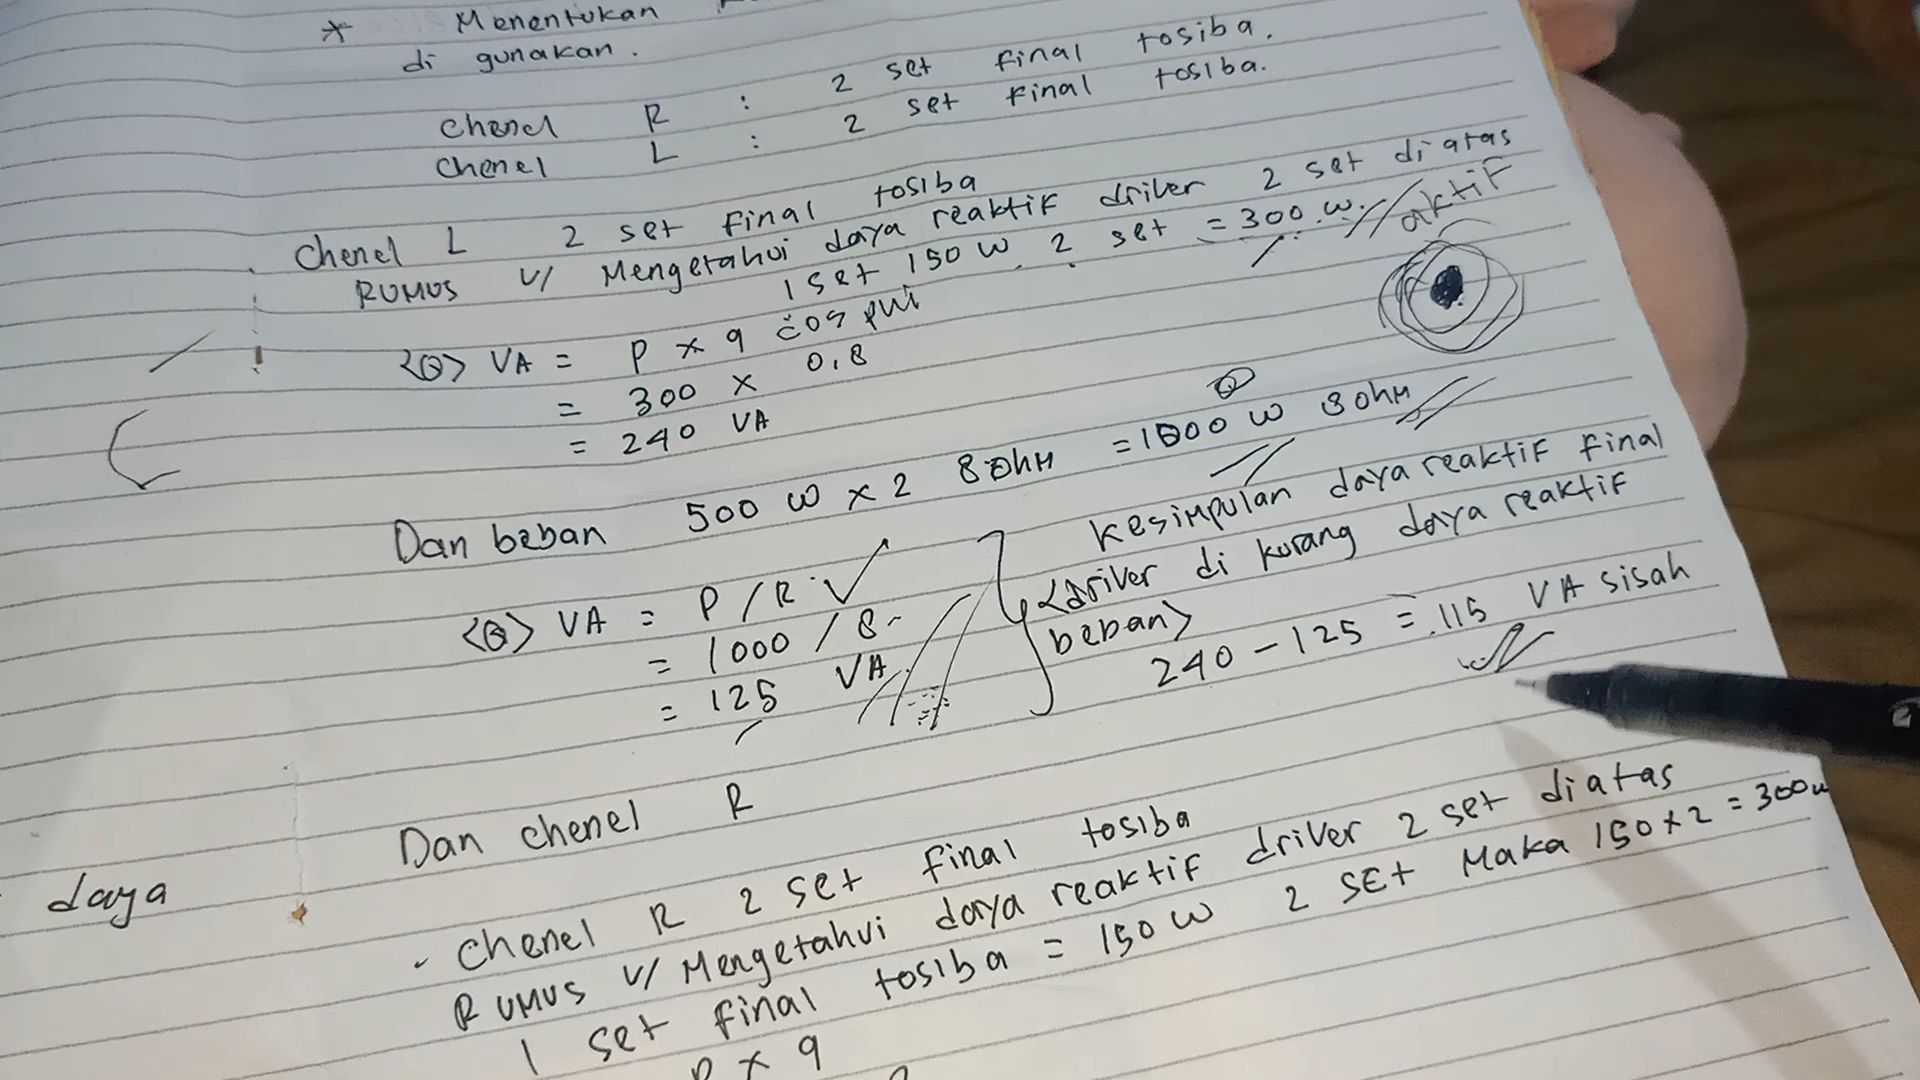 * Menentukan
di gunakan.
Chenel R : 2 set final tosiba.
Chenel L : 2 set final tosiba.
Chenel L 2 set final tosiba
RUMUS U/ Mengetahui daya reaktif driver 2 set di atas
1 set 150 W. 2 set = 300.W. // aktif
<Q> VA = P x 9 cos phi
= 300 x 0,8
= 240 VA
Dan beban 500 W x 2 8 ohm = 1000 W 8 ohm
Kesimpulan daya reaktif final
<driver di kurang daya reaktif
beban>
240 - 125 = 115 VA sisah
<Q> VA = P / R.
= 1000 / 8
= 125 VA.
Dan chenel R
daya
- Chenel R 2 set final tosiba
RUMUS U/ Mengetahui daya reaktif driver 2 set diatas
1 set final tosiba = 150 W 2 SEt Maka 150 x 2 = 300 w
P x 9